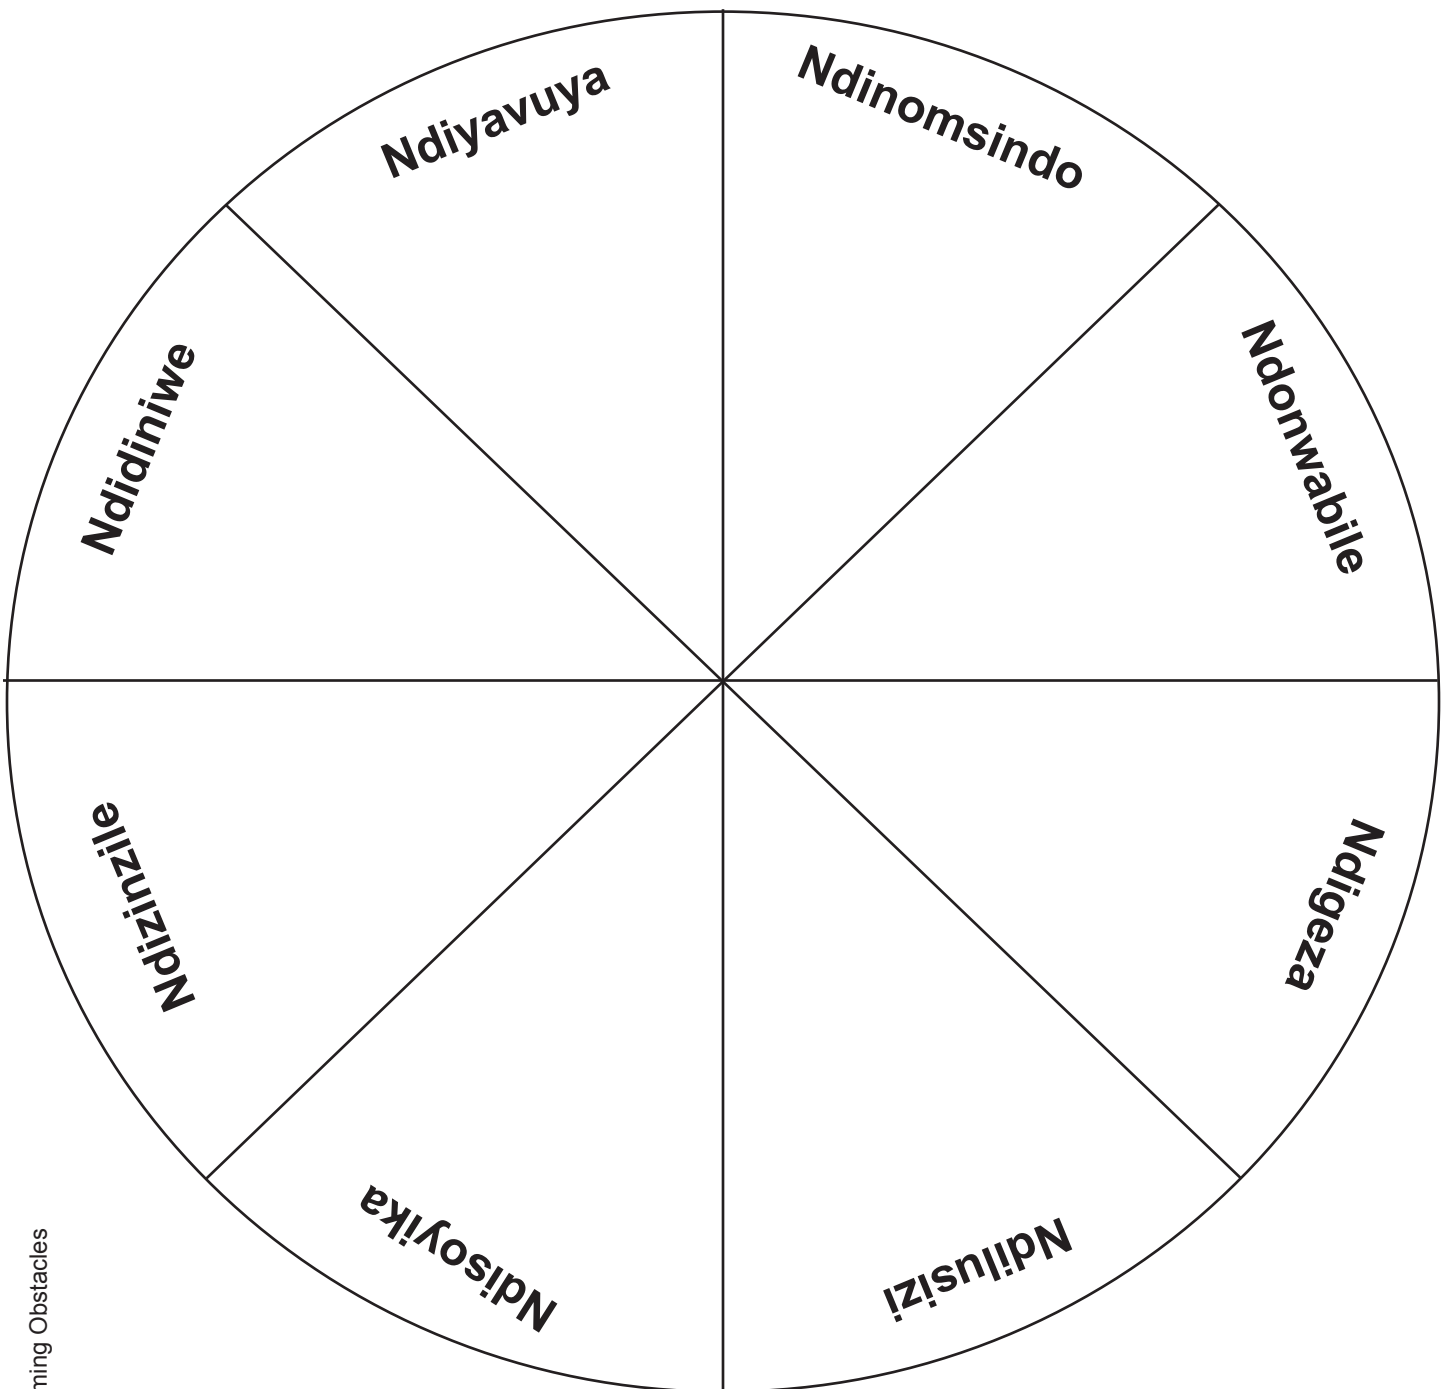 Ndiyavuya
Ndinomsindo
Ndonwabile
Ndigeza
Ndilusizi
Ndisoyika
Ndizinzile
Ndidiniwe
ming Obstacles